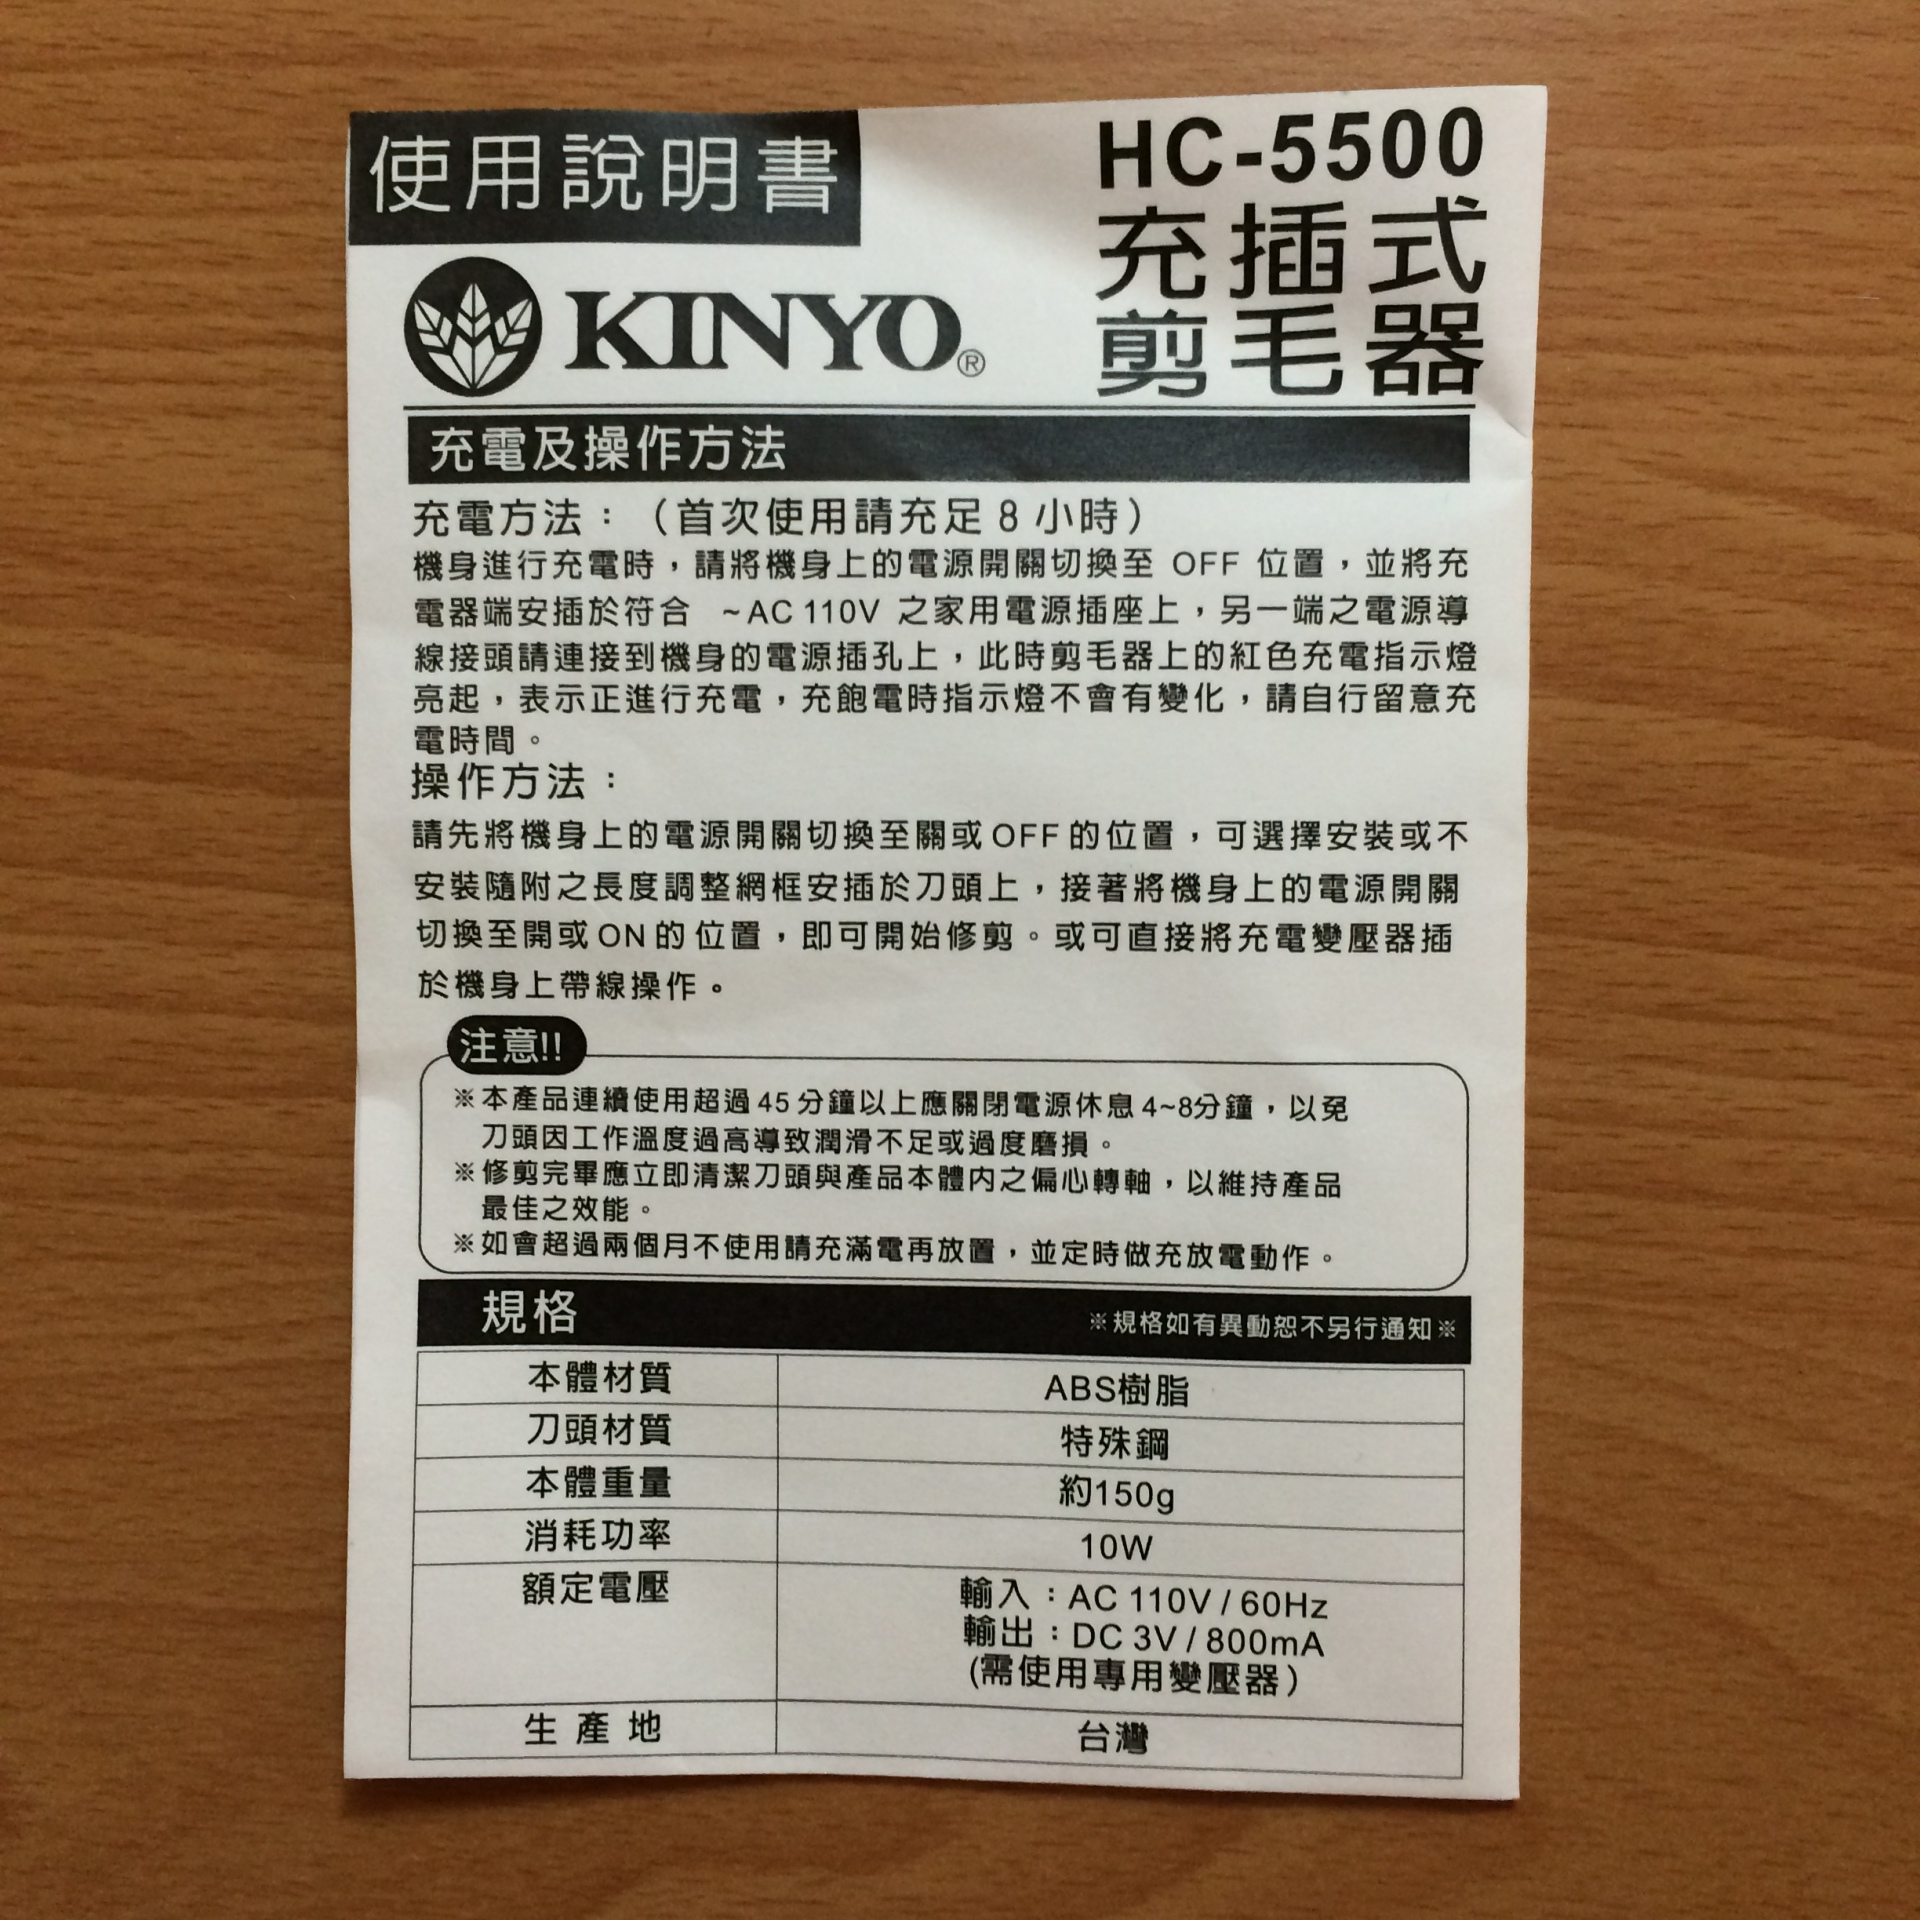 使用說明書
HC-5500
充插式
剪毛器
KINYO®
充電及操作方法
充電方法：（首次使用請充足8小時）
機身進行充電時，請將機身上的電源開關切換至 OFF 位置，並將充
電器端安插於符合 ~AC 110V 之家用電源插座上，另一端之電源導
線接頭請連接到機身的電源插孔上，此時剪毛器上的紅色充電指示燈
亮起，表示正進行充電，充飽電時指示燈不會有變化，請自行留意充
電時間。
操作方法：
請先將機身上的電源開關切換至關或OFF的位置，可選擇安裝或不
安裝隨附之長度調整網框安插於刀頭上，接著將機身上的電源開關
切換至開或ON的位置，即可開始修剪。或可直接將充電變壓器插
於機身上帶線操作。
注意!!
※本產品連續使用超過45分鐘以上應關閉電源休息4~8分鐘，以免
刀頭因工作溫度過高導致潤滑不足或過度磨損。
※修剪完畢應立即清潔刀頭與產品本體內之偏心轉軸，以維持產品
最佳之效能。
※如會超過兩個月不使用請充滿電再放置，並定時做充放電動作。
規格 ※規格如有異動恕不另行通知※
本體材質 ABS樹脂
刀頭材質 特殊鋼
本體重量 約150g
消耗功率 10W
額定電壓 輸入：AC 110V / 60Hz
輸出：DC 3V / 800mA
(需使用專用變壓器)
生產地 台灣